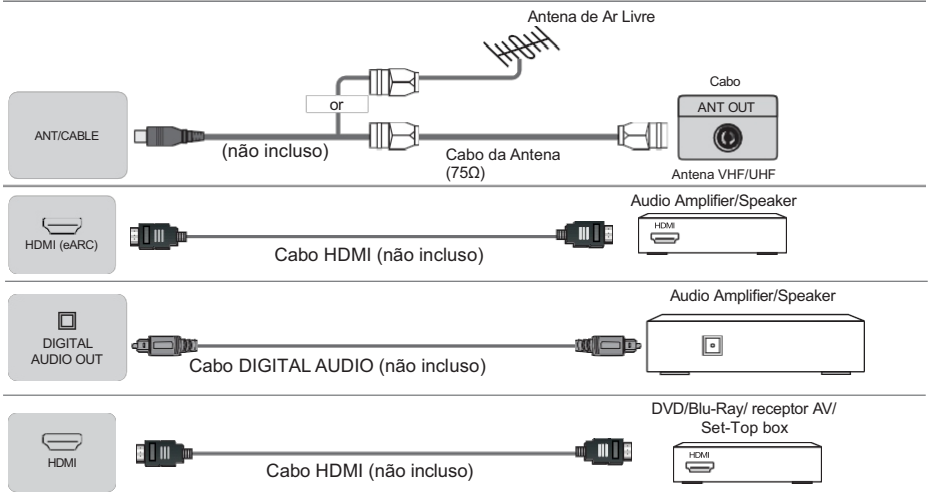 Antena de Ar Livre
or
ANT/CABLE
(não incluso)
Cabo da Antena
(75Ω)
Cabo
ANT OUT
Antena VHF/UHF
HDMI (eARC)
Cabo HDMI (não incluso)
Audio Amplifier/Speaker
HDMI
DIGITAL
AUDIO OUT
Cabo DIGITAL AUDIO (não incluso)
Audio Amplifier/Speaker
HDMI
Cabo HDMI (não incluso)
DVD/Blu-Ray/ receptor AV/
Set-Top box
HDMI